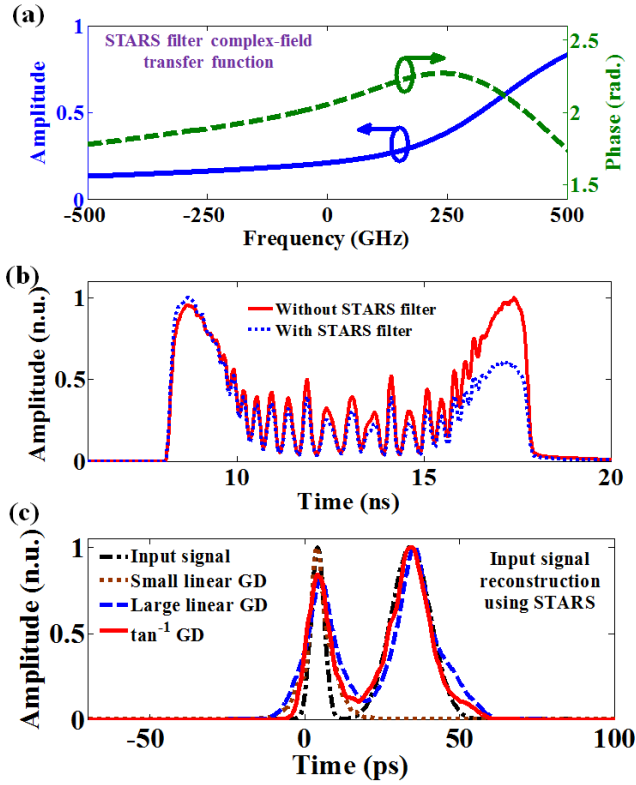 (a)
STARS filter complex-field
transfer function
Amplitude
1
0.5
0
Phase (rad.)
2.5
2
1.5
-500
-250
0
250
500
Frequency (GHz)
(b)
Amplitude (n.u.)
1
0.5
0
Without STARS filter
With STARS filter
10
15
20
Time (ns)
(c)
Amplitude (n.u.)
1
0.5
0
Input signal
Small linear GD
Large linear GD
tan⁻¹ GD
Input signal
reconstruction
using STARS
-50
0
50
100
Time (ps)